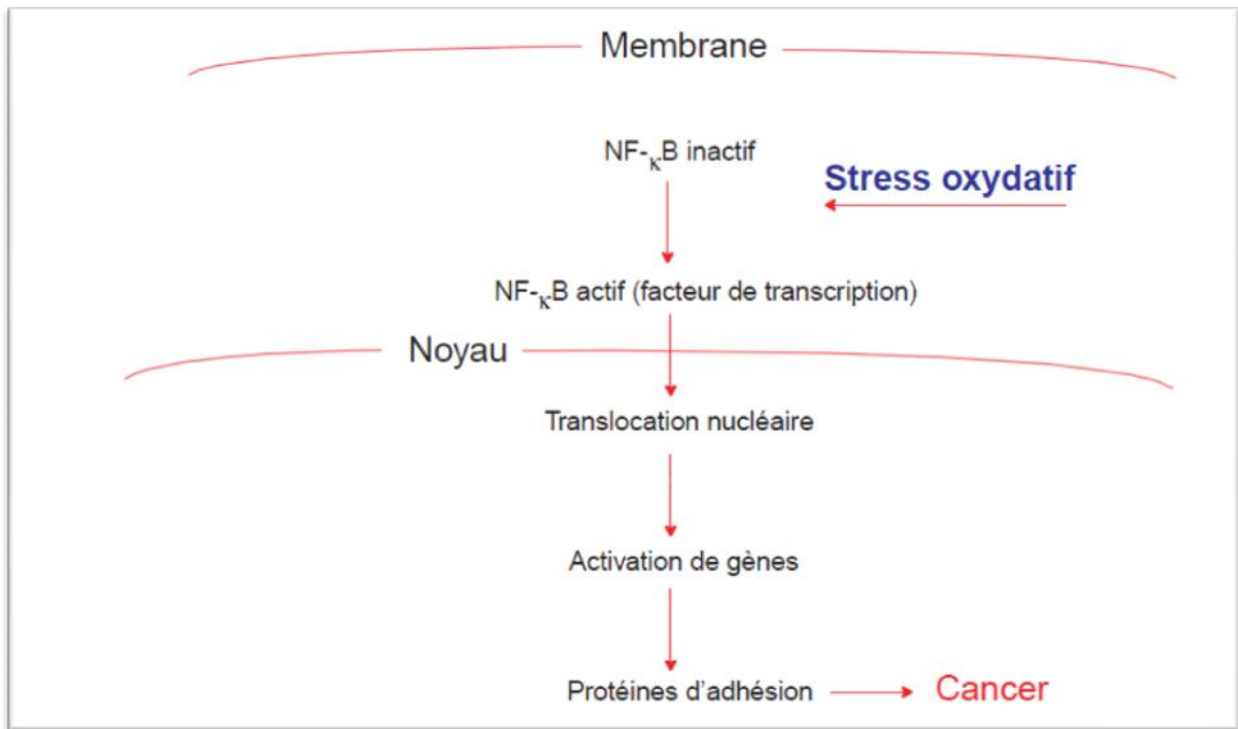 Membrane
NF-κB inactif
Stress oxydatif
NF-κB actif (facteur de transcription)
Noyau
Translocation nucléaire
Activation de gènes
Protéines d'adhésion
Cancer